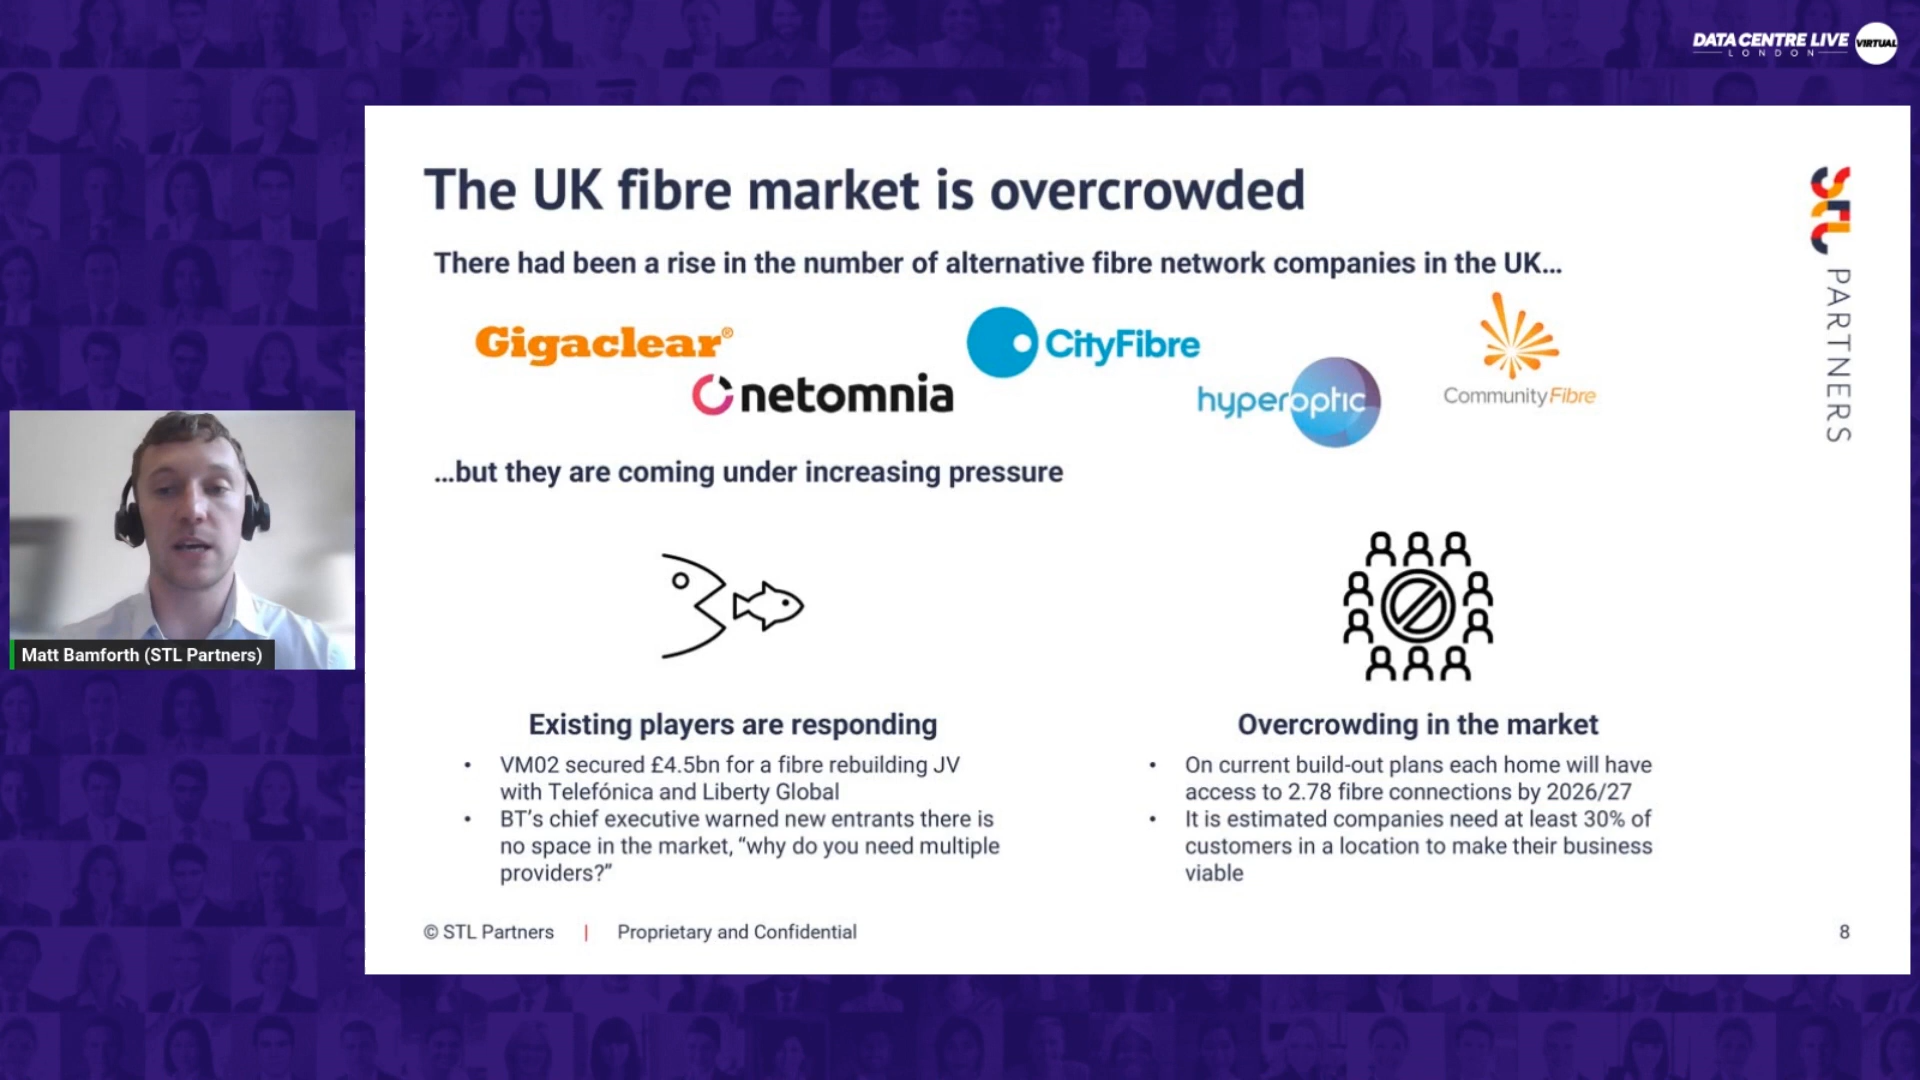 DATA CENTRE LIVE
LONDON
VIRTUAL
The UK fibre market is overcrowded
There had been a rise in the number of alternative fibre network companies in the UK...
Gigaclear®
CityFibre
netomnia
hyperoptic
CommunityFibre
...but they are coming under increasing pressure
STL PARTNERS
Matt Bamforth (STL Partners)
Existing players are responding
• VM02 secured £4.5bn for a fibre rebuilding JV
with Telefónica and Liberty Global
• BT’s chief executive warned new entrants there is
no space in the market, “why do you need multiple
providers?”
Overcrowding in the market
• On current build-out plans each home will have
access to 2.78 fibre connections by 2026/27
• It is estimated companies need at least 30% of
customers in a location to make their business
viable
© STL Partners | Proprietary and Confidential
8